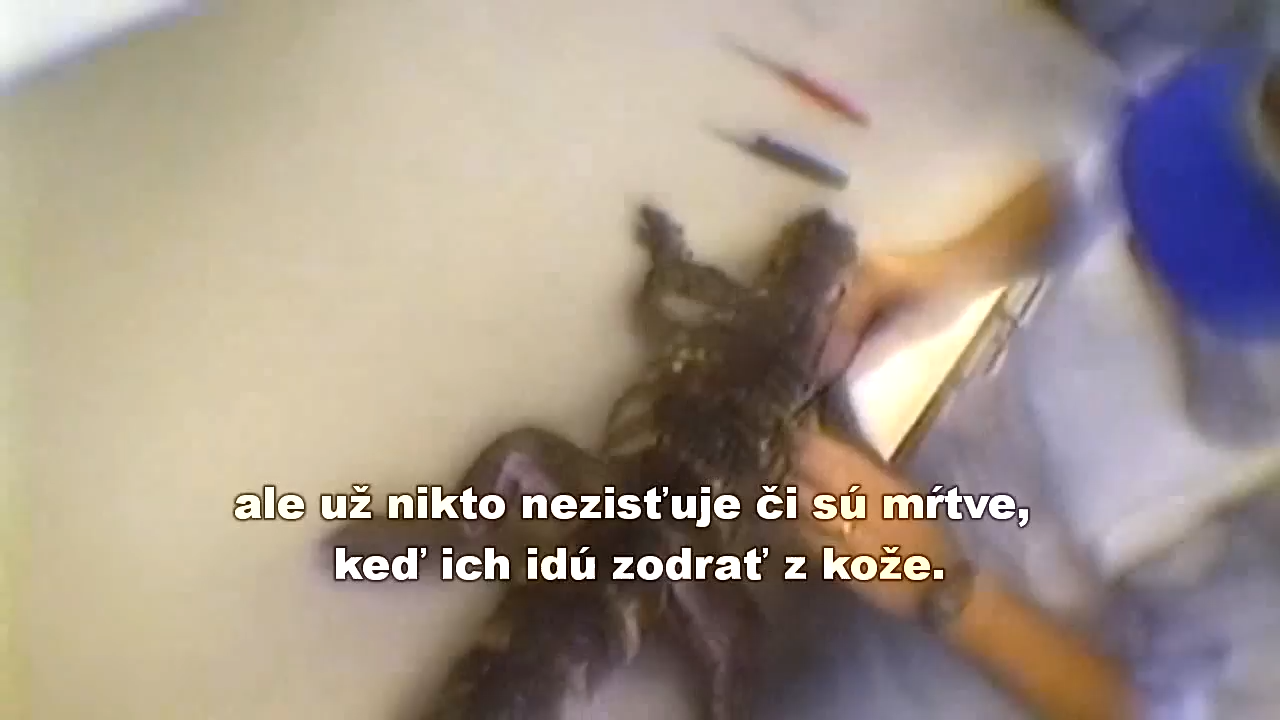 ale už nikto nezisťuje či sú mŕtve,
keď ich idú zodrať z kože.